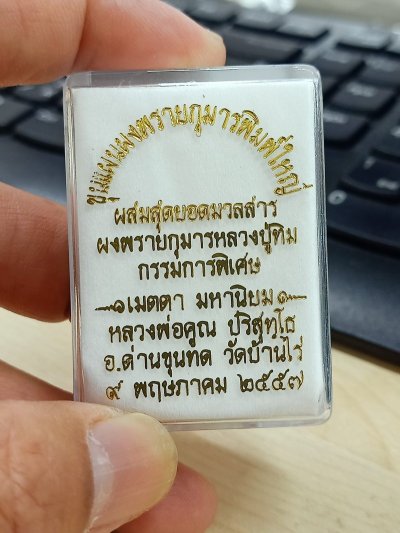 ขุนแผนผงพรายกุมารพิมพ์ใหญ่
ผสมสุดยอดมวลสาร
ผงพรายกุมารหลวงปู่ทิม
กรรมการพิเศษ
เมตตา มหานิยม
หลวงพ่อคูณ ปริสุทฺโธ
อ.ด่านขุนทด วัดบ้านไร่
๙ พฤษภาคม ๒๕๕๗